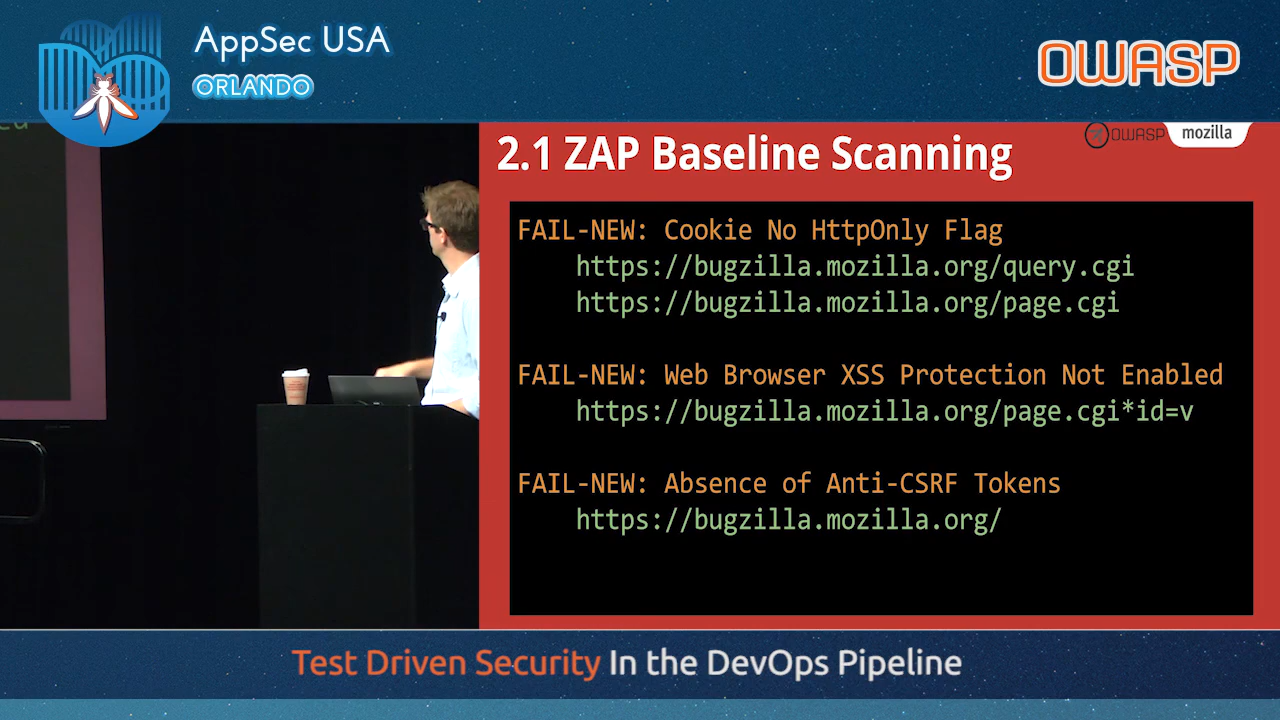 AppSec USA
ORLANDO
OWASP
OWASP
mozilla
2.1 ZAP Baseline Scanning
FAIL-NEW: Cookie No HttpOnly Flag
https://bugzilla.mozilla.org/query.cgi
https://bugzilla.mozilla.org/page.cgi
FAIL-NEW: Web Browser XSS Protection Not Enabled
https://bugzilla.mozilla.org/page.cgi*id=v
FAIL-NEW: Absence of Anti-CSRF Tokens
https://bugzilla.mozilla.org/
Test Driven Security In the DevOps Pipeline